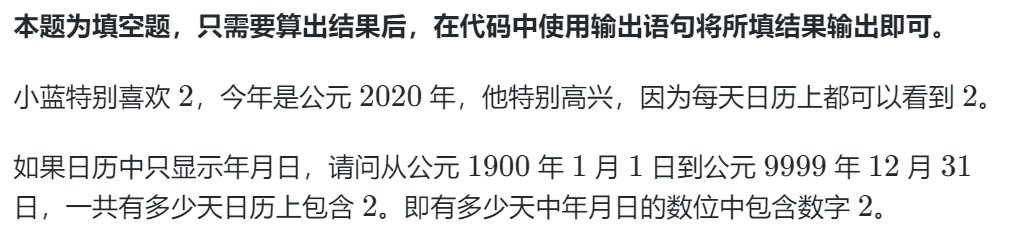 本题为填空题，只需要算出结果后，在代码中使用输出语句将所填结果输出即可。
小蓝特别喜欢 2，今年是公元 2020 年，他特别高兴，因为每天日历上都可以看到 2。
如果日历中只显示年月日，请问从公元 1900 年 1 月 1 日到公元 9999 年 12 月 31
日，一共有多少天日历上包含 2。即有多少天中年月日的数位中包含数字 2。